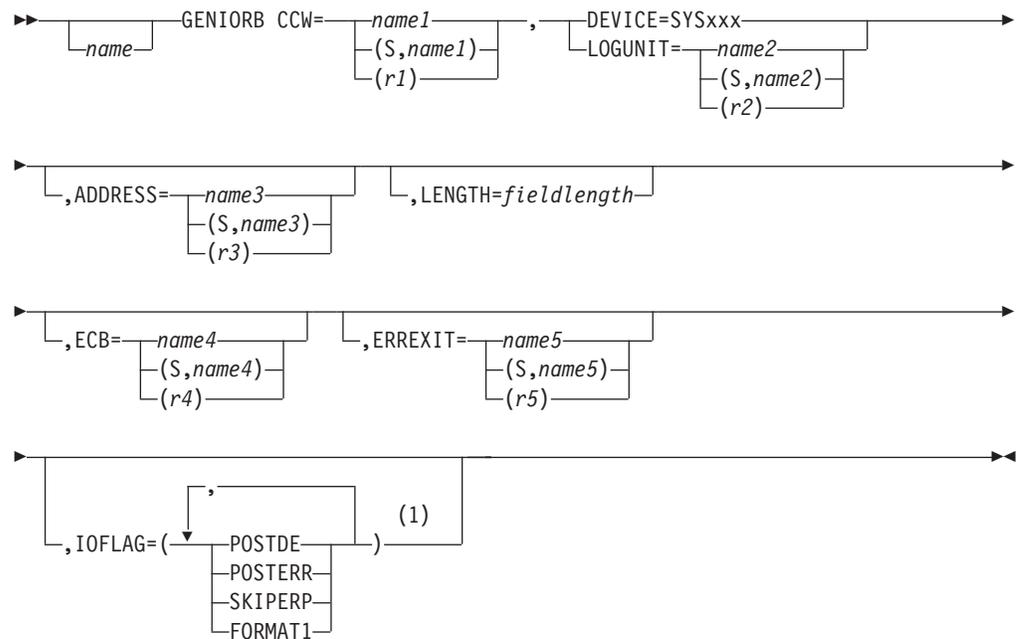 GENIORB CCW= name1 , DEVICE=SYSxxx
name (S,name1) LOGUNIT= name2
(r1) (S,name2)
(r2)
,ADDRESS= name3 ,LENGTH=fieldlength
(S,name3)
(r3)
,ECB= name4 ,ERREXIT= name5
(S,name4) (S,name5)
(r4) (r5)
,
(1)
,IOFLAG=( POSTDE )
POSTERR
SKIPERP
FORMAT1